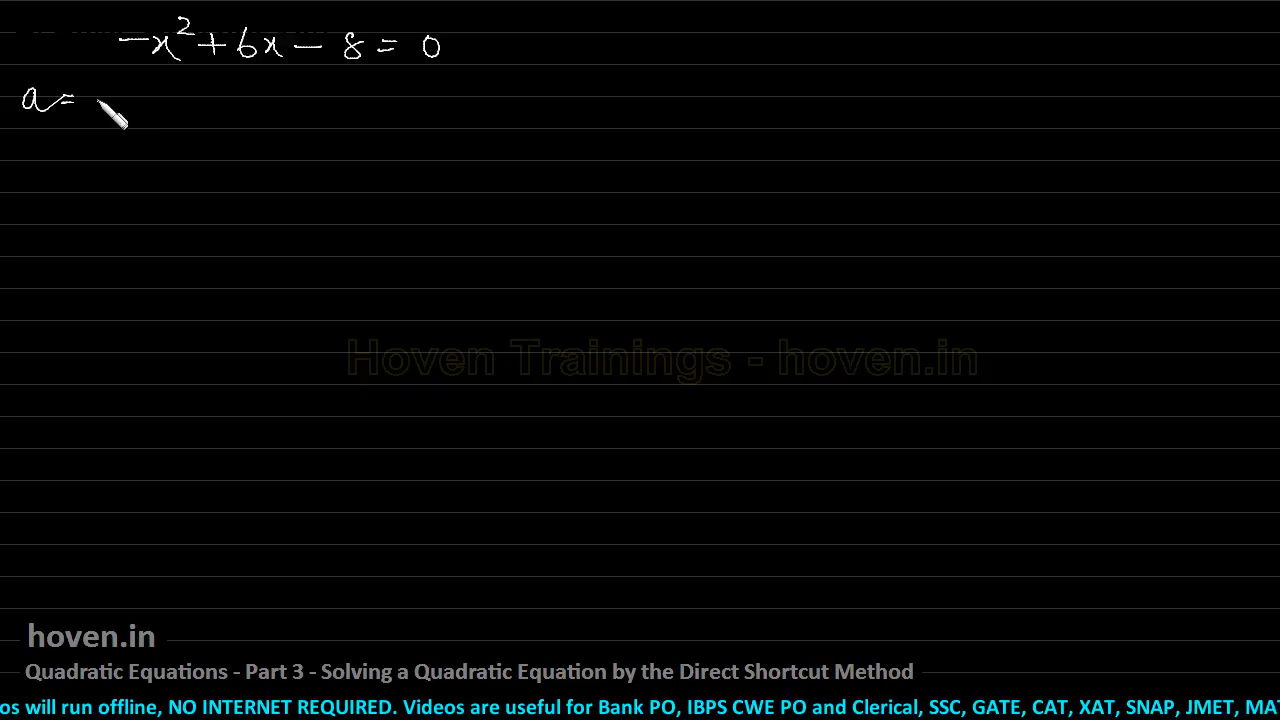 -x² + 6x - 8 = 0
a =
Hoven Trainings - hoven.in
hoven.in
Quadratic Equations - Part 3 - Solving a Quadratic Equation by the Direct Shortcut Method
os will run offline, NO INTERNET REQUIRED. Videos are useful for Bank PO, IBPS CWE PO and Clerical, SSC, GATE, CAT, XAT, SNAP, JMET, MA